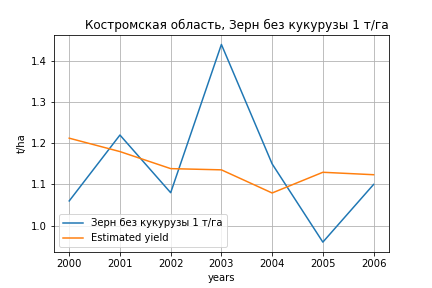 Костромская область, Зерн без кукурузы 1 т/га
1.4
1.3
1.2
1.1
1.0
t/ha
Зерн без кукурузы 1 т/га
Estimated yield
2000 2001 2002 2003 2004 2005 2006
years